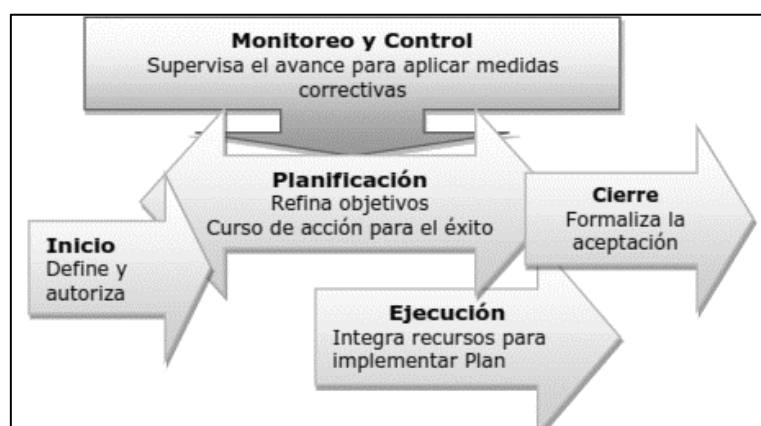 Monitoreo y Control
Supervisa el avance para aplicar medidas
correctivas
Planificación
Refina objetivos
Curso de acción para el éxito
Inicio
Define y
autoriza
Cierre
Formaliza la
aceptación
Ejecución
Integra recursos para
implementar Plan